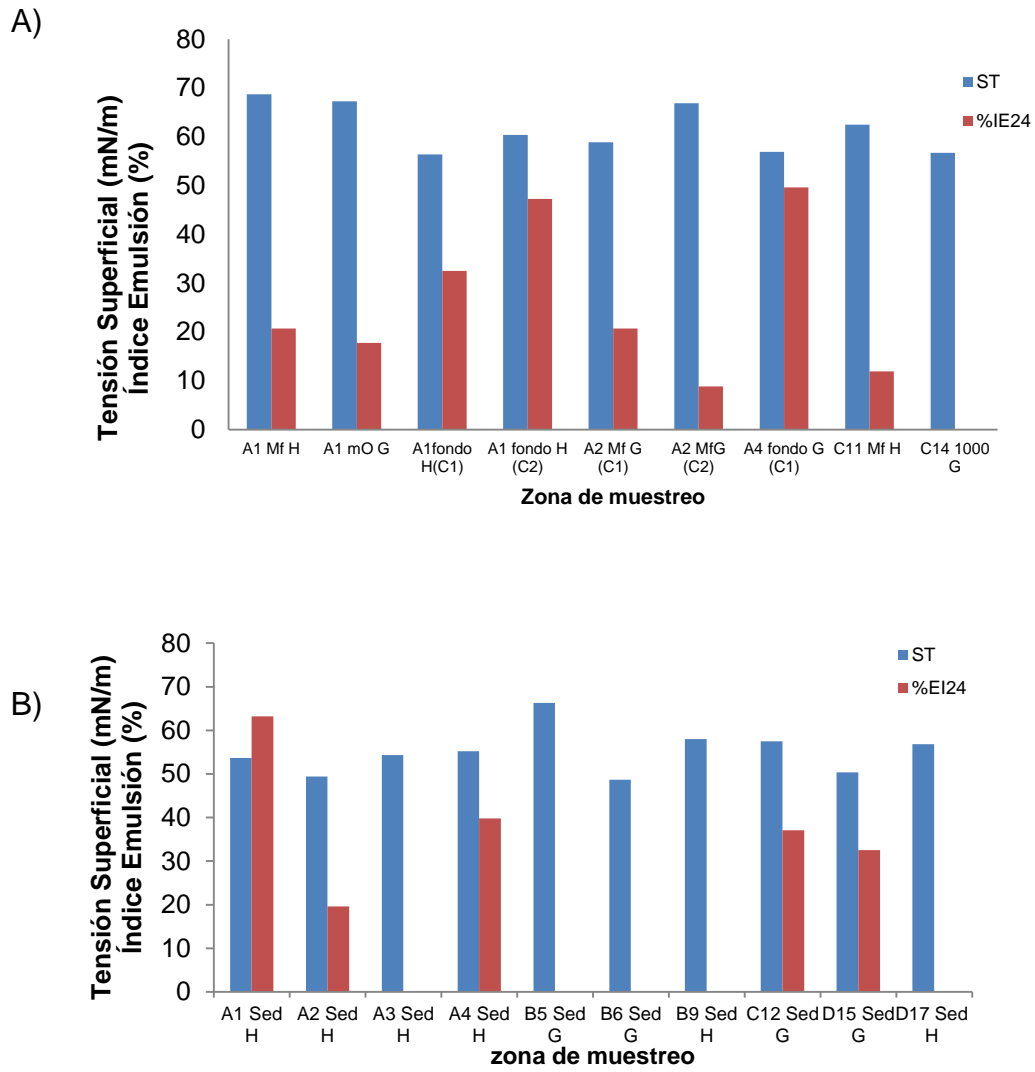 A)
Tensión Superficial (mN/m)
Índice Emulsión (%)
80
70
60
50
40
30
20
10
0
ST
%IE24
A1 Mf H
A1 mO G
A1fondo
H(C1)
A1 fondo H
(C2)
A2 Mf G
(C1)
A2 MfG
(C2)
A4 fondo G
(C1)
C11 Mf H
C14 1000
G
Zona de muestreo
B)
Tensión Superficial (mN/m)
Índice Emulsión (%)
80
70
60
50
40
30
20
10
0
ST
%EI24
A1 Sed
H
A2 Sed
H
A3 Sed
H
A4 Sed
H
B5 Sed
G
B6 Sed
G
B9 Sed
H
C12 Sed
G
D15 Sed
G
D17 Sed
H
zona de muestreo